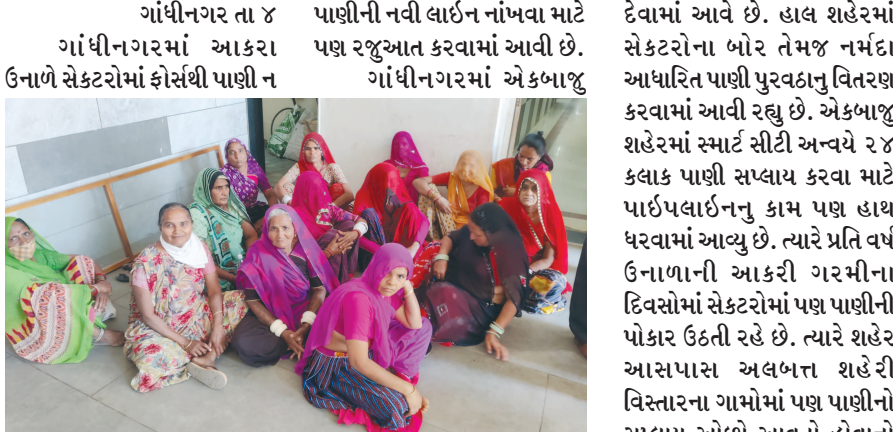 ગાંધીનગર તા ૪
ગાંધીનગરમાં આકરા
ઉનાળે સેકટરોમાં ફોર્સથી પાણી ન
પાણીની નવી લાઇન નાંખવા માટે
પણ રજુઆત કરવામાં આવી છે.
ગાંધીનગરમાં એકબાજુ
દેવામાં આવે છે. હાલ શહેરમાં
સેકટરોના બોર તેમજ નર્મદા
આધારિત પાણી પુરવઠાનુ વિતરણ
કરવામાં આવી રહ્યુ છે. એકબાજુ
શહેરમાં સ્માર્ટ સીટી અન્વયે ૨૪
કલાક પાણી સપ્લાય કરવા માટે
પાઇપલાઇનનુ કામ પણ હાથ
ધરવામાં આવ્યુ છે. ત્યારે પ્રતિ વર્ષ
ઉનાળાની આકરી ગરમીના
દિવસોમાં સેકટરોમાં પણ પાણીની
પોકાર ઉઠતી રહે છે. ત્યારે શહેર
આસપાસ અલબત્ત શહેરી
વિસ્તારના ગામોમાં પણ પાણીનો